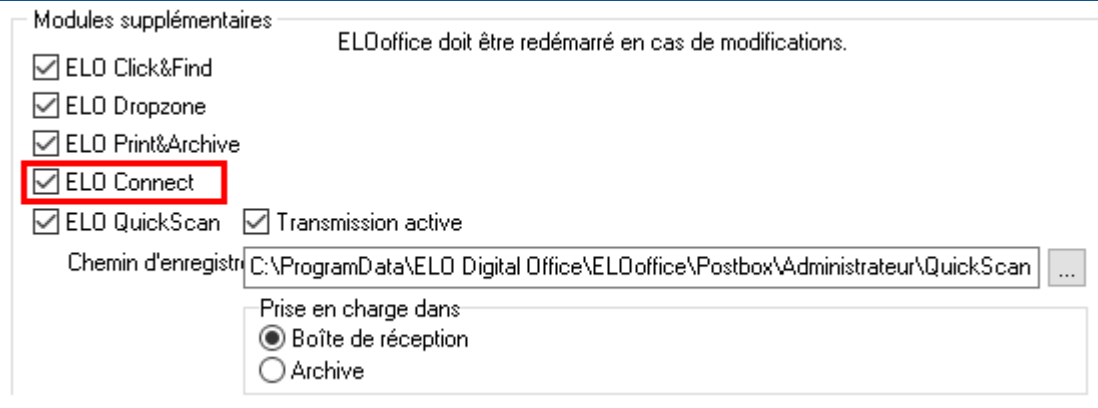 Modules supplémentaires
ELOoffice doit être redémarré en cas de modifications.
ELO Click&Find
ELO Dropzone
ELO Print&Archive
ELO Connect
ELO QuickScan Transmission active
Chemin d'enregistr C:\ProgramData\ELO Digital Office\ELOoffice\Postbox\Administrateur\QuickScan ...
Prise en charge dans
Boîte de réception
Archive